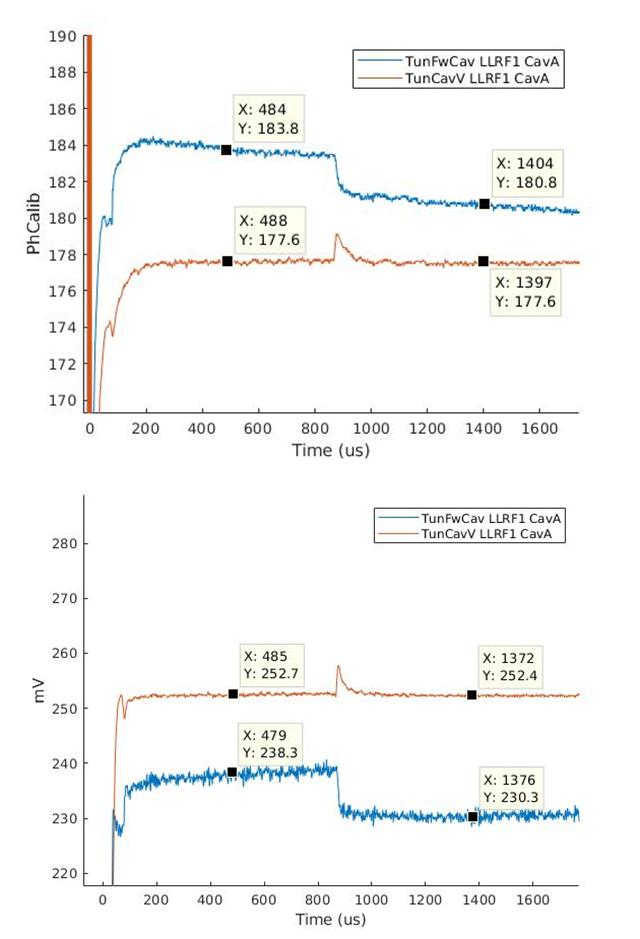 190
188
186
184
182
180
178
176
174
172
170
PhCalib
TunFwCav LLRF1 CavA
TunCavV LLRF1 CavA
X: 484
Y: 183.8
X: 1404
Y: 180.8
X: 488
Y: 177.6
X: 1397
Y: 177.6
0 200 400 600 800 1000 1200 1400 1600
Time (us)
280
270
260
250
240
230
220
mV
TunFwCav LLRF1 CavA
TunCavV LLRF1 CavA
X: 485
Y: 252.7
X: 1372
Y: 252.4
X: 479
Y: 238.3
X: 1376
Y: 230.3
0 200 400 600 800 1000 1200 1400 1600
Time (us)